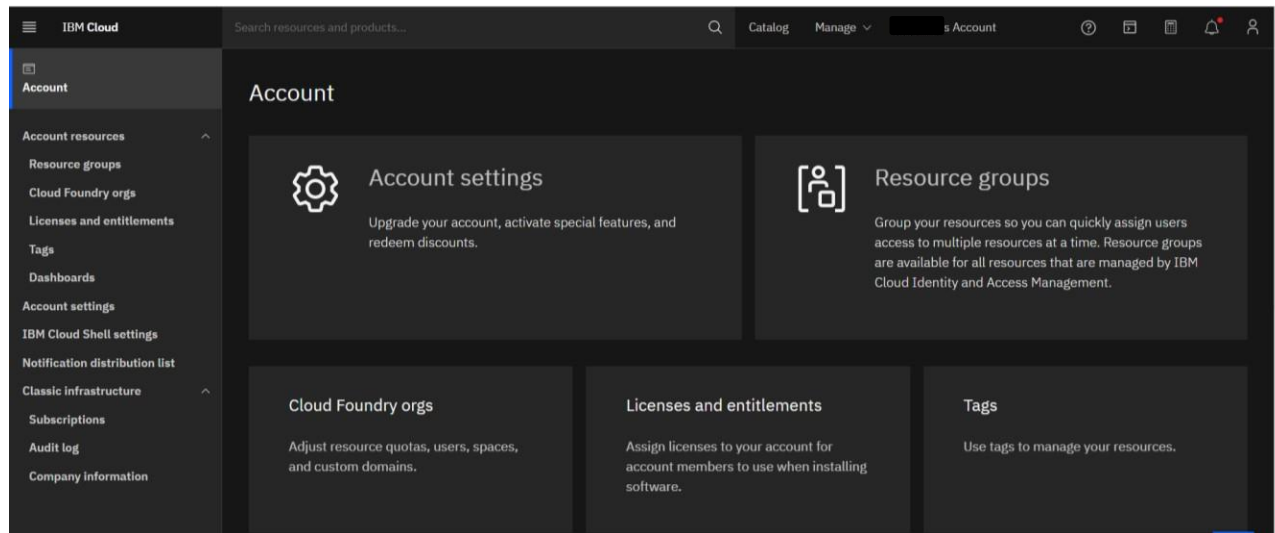 IBM Cloud
Search resources and products...
Catalog
Manage
s Account
Account
Account resources
Resource groups
Cloud Foundry orgs
Licenses and entitlements
Tags
Dashboards
Account settings
IBM Cloud Shell settings
Notification distribution list
Classic infrastructure
Subscriptions
Audit log
Company information
Account
Account settings
Upgrade your account, activate special features, and
redeem discounts.
Resource groups
Group your resources so you can quickly assign users
access to multiple resources at a time. Resource groups
are available for all resources that are managed by IBM
Cloud Identity and Access Management.
Cloud Foundry orgs
Adjust resource quotas, users, spaces,
and custom domains.
Licenses and entitlements
Assign licenses to your account for
account members to use when installing
software.
Tags
Use tags to manage your resources.